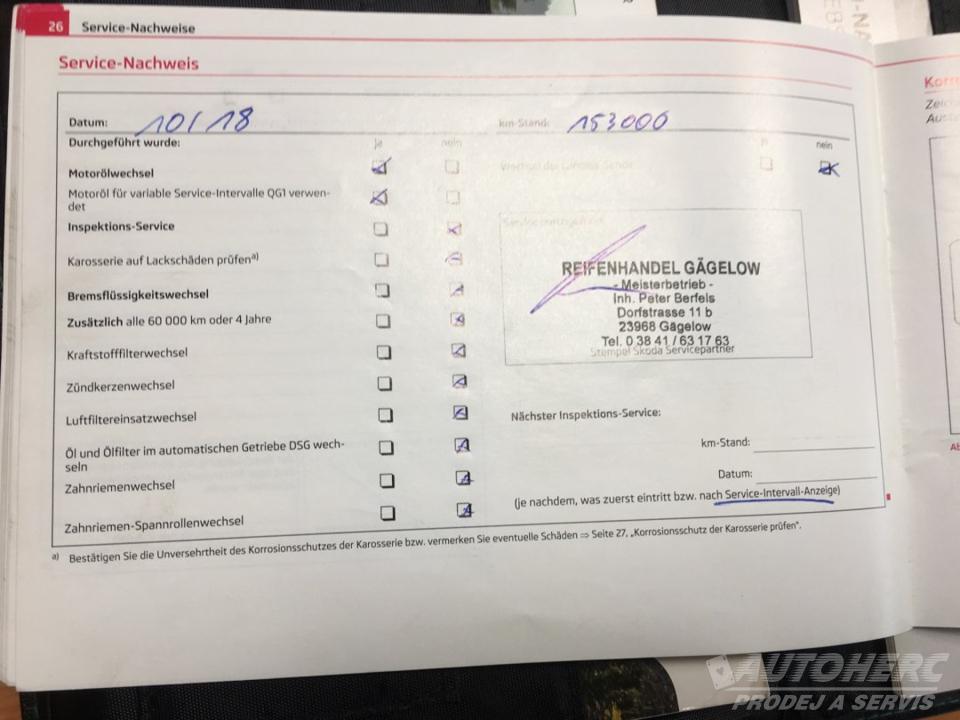 26 Service-Nachweise
Service-Nachweis
Datum: 10/18 km-Stand: 153000
Durchgeführt wurde: ja nein nein
Motorölwechsel
Motoröl für variable Service-Intervalle QG1 verwen-
det
Inspektions-Service
Karosserie auf Lackschäden prüfen a)
Bremsflüssigkeitswechsel
Zusätzlich alle 60 000 km oder 4 Jahre
Kraftstofffilterwechsel
Zündkerzenwechsel
Luftfiltereinsatzwechsel
Öl und Ölfilter im automatischen Getriebe DSG wech-
seln
Zahnriemenwechsel
Zahnriemen-Spannrollenwechsel
REIFENHANDEL GÄGELOW
- Meisterbetrieb -
Inh. Peter Berfels
Dorfstrasse 11 b
23968 Gägelow
Tel. 0 38 41 / 63 17 63
Stempel Skoda Servicepartner
Nächster Inspektions-Service:
km-Stand:
Datum:
(je nachdem, was zuerst eintritt bzw. nach Service-Intervall-Anzeige)
a) Bestätigen Sie die Unversehrtheit des Korrosionsschutzes der Karosserie bzw. vermerken Sie eventuelle Schäden ⇒ Seite 27, „Korrosionsschutz der Karosserie prüfen".
AUTOHERC
PRODEJ A SERVIS